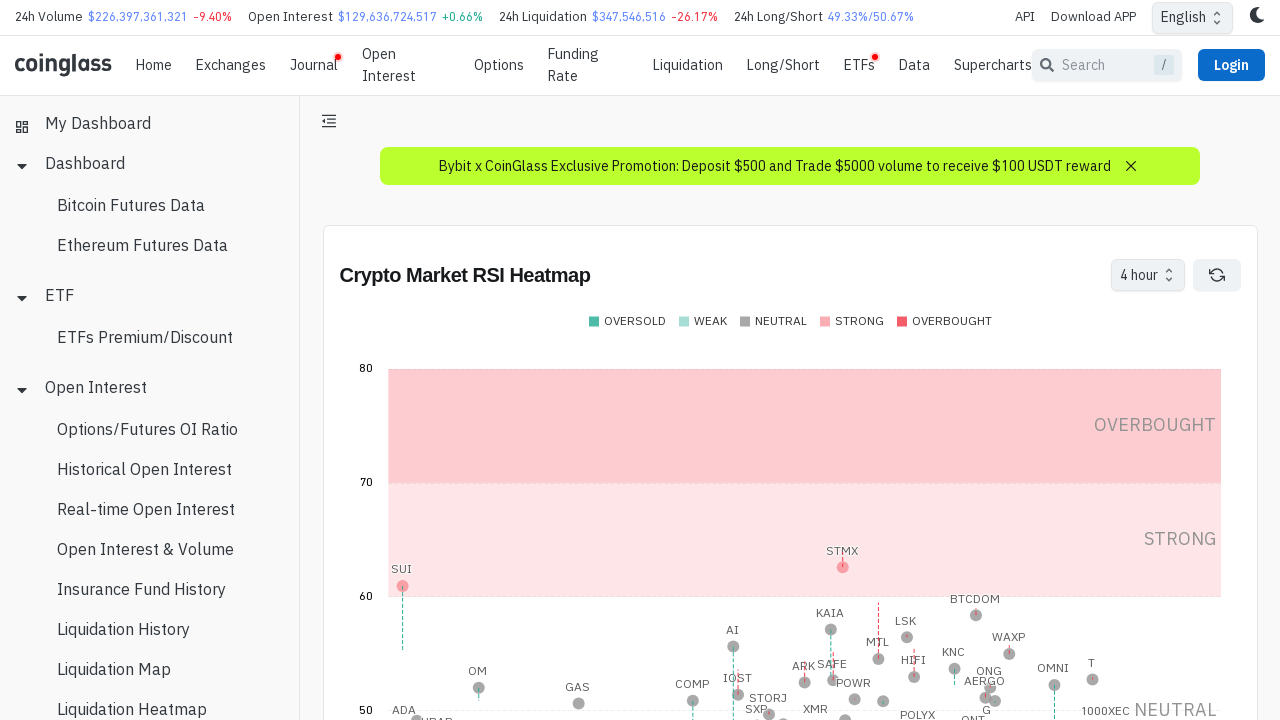 24h Volume $226,397,361,321 -9.40% Open Interest $129,636,724,517 +0.66% 24h Liquidation $347,546,516 -26.17% 24h Long/Short 49.33%/50.67% API Download APP English
coinglass Home Exchanges Journal Open Interest Options Funding Rate Liquidation Long/Short ETFs Data Supercharts Search / Login
My Dashboard
Dashboard
Bitcoin Futures Data
Ethereum Futures Data
ETF
ETFs Premium/Discount
Open Interest
Options/Futures OI Ratio
Historical Open Interest
Real-time Open Interest
Open Interest & Volume
Insurance Fund History
Liquidation History
Liquidation Map
Liquidation Heatmap
Bybit x CoinGlass Exclusive Promotion: Deposit $500 and Trade $5000 volume to receive $100 USDT reward
Crypto Market RSI Heatmap 4 hour
OVERSOLD WEAK NEUTRAL STRONG OVERBOUGHT
80
OVERBOUGHT
70
STRONG
STMX
SUI
60
BTCDOM
KAIA
LSK
AI
WAXP
MTL
KNC
HIFI
ARK SAFE
T
OMNI
OM
ONG
IOST
AERGO
COMP
POWR
GAS
STORJ
SXP
XMR
ADA
G
1000XEC
NEUTRAL
50
POLYX